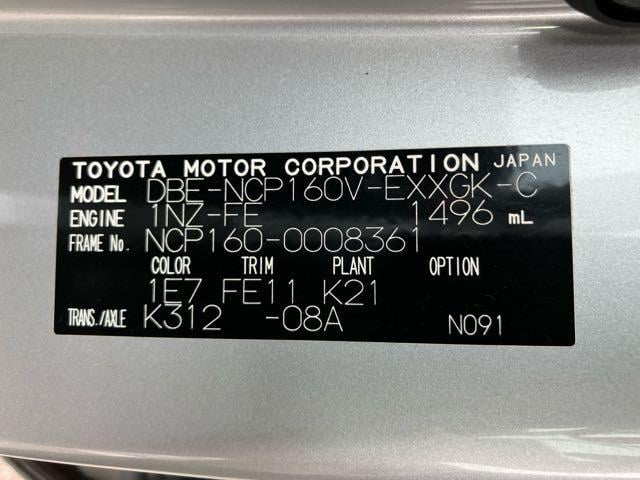 TOYOTA MOTOR CORPORATION JAPAN
MODEL DBE-NCP160V-EXXGK-C
ENGINE 1NZ-FE 1496 mL
FRAME No. NCP160-0008361
COLOR TRIM PLANT OPTION
1E7 FE11 K21
TRANS./AXLE K312 -08A N091